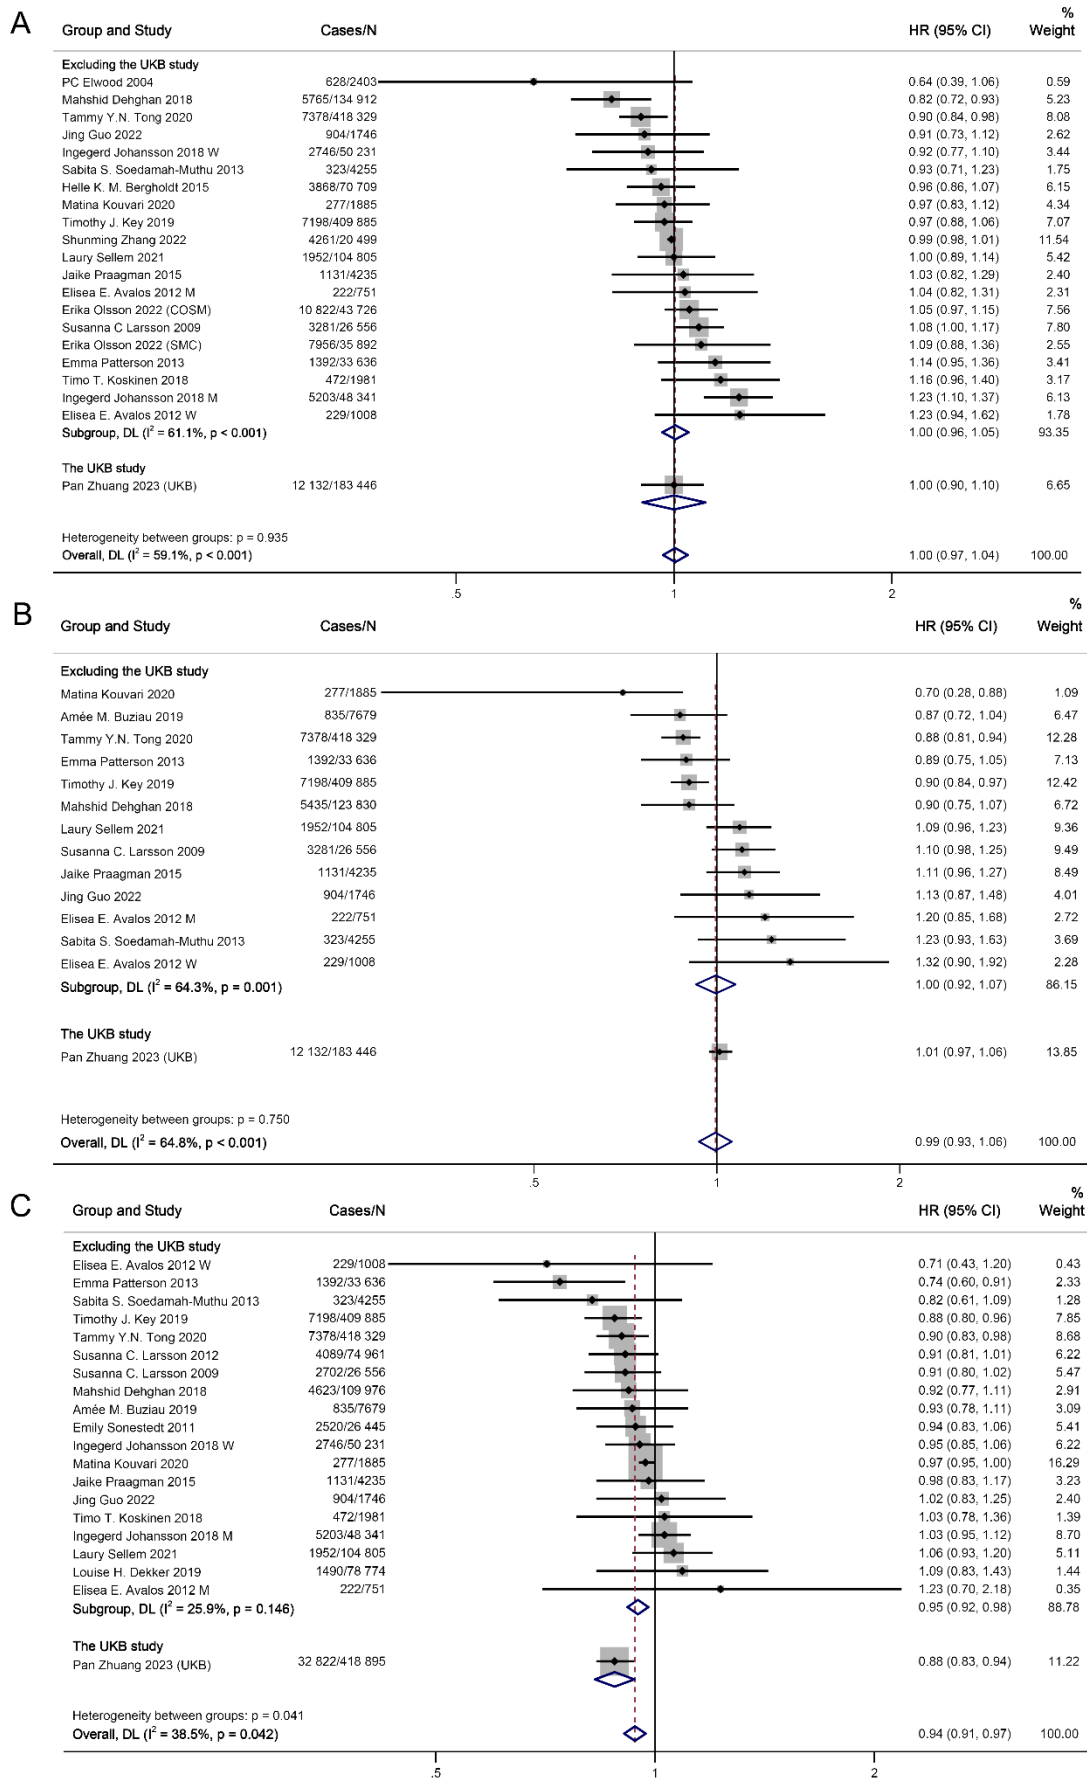 A
Group and Study Cases/N HR (95% CI) % Weight
Excluding the UKB study
PC Elwood 2004 628/2403 0.64 (0.39, 1.06) 0.59
Mahshid Dehghan 2018 5765/134 912 0.82 (0.72, 0.93) 5.23
Tammy Y.N. Tong 2020 7378/418 329 0.90 (0.84, 0.98) 8.08
Jing Guo 2022 904/1746 0.91 (0.73, 1.12) 2.62
Ingegerd Johansson 2018 W 2746/50 231 0.92 (0.77, 1.10) 3.44
Sabita S. Soedamah-Muthu 2013 323/4255 0.93 (0.71, 1.23) 1.75
Helle K. M. Bergholdt 2015 3868/70 709 0.96 (0.86, 1.07) 6.15
Matina Kouvari 2020 277/1885 0.97 (0.83, 1.12) 4.34
Timothy J. Key 2019 7198/409 885 0.97 (0.88, 1.06) 7.07
Shunming Zhang 2022 4261/20 499 0.99 (0.98, 1.01) 11.54
Laury Sellem 2021 1952/104 805 1.00 (0.89, 1.14) 5.42
Jaike Praagman 2015 1131/4235 1.03 (0.82, 1.29) 2.40
Elisea E. Avalos 2012 M 222/751 1.04 (0.82, 1.31) 2.31
Erika Olsson 2022 (COSM) 10 822/43 726 1.05 (0.97, 1.15) 7.56
Susanna C Larsson 2009 3281/26 556 1.08 (1.00, 1.17) 7.80
Erika Olsson 2022 (SMC) 7956/35 892 1.09 (0.88, 1.36) 2.55
Emma Patterson 2013 1392/33 636 1.14 (0.95, 1.36) 3.41
Timo T. Koskinen 2018 472/1981 1.16 (0.96, 1.40) 3.17
Ingegerd Johansson 2018 M 5203/48 341 1.23 (1.10, 1.37) 6.13
Elisea E. Avalos 2012 W 229/1008 1.23 (0.94, 1.62) 1.78
Subgroup, DL (I² = 61.1%, p < 0.001) 1.00 (0.96, 1.05) 93.35
The UKB study
Pan Zhuang 2023 (UKB) 12 132/183 446 1.00 (0.90, 1.10) 6.65
Heterogeneity between groups: p = 0.935
Overall, DL (I² = 59.1%, p < 0.001) 1.00 (0.97, 1.04) 100.00
.5 1 2
B
Group and Study Cases/N HR (95% CI) % Weight
Excluding the UKB study
Matina Kouvari 2020 277/1885 0.70 (0.28, 0.88) 1.09
Amée M. Buziau 2019 835/7679 0.87 (0.72, 1.04) 6.47
Tammy Y.N. Tong 2020 7378/418 329 0.88 (0.81, 0.94) 12.28
Emma Patterson 2013 1392/33 636 0.89 (0.75, 1.05) 7.13
Timothy J. Key 2019 7198/409 885 0.90 (0.84, 0.97) 12.42
Mahshid Dehghan 2018 5435/123 830 0.90 (0.75, 1.07) 6.72
Laury Sellem 2021 1952/104 805 1.09 (0.96, 1.23) 9.36
Susanna C. Larsson 2009 3281/26 556 1.10 (0.98, 1.25) 9.49
Jaike Praagman 2015 1131/4235 1.11 (0.96, 1.27) 8.49
Jing Guo 2022 904/1746 1.13 (0.87, 1.48) 4.01
Elisea E. Avalos 2012 M 222/751 1.20 (0.85, 1.68) 2.72
Sabita S. Soedamah-Muthu 2013 323/4255 1.23 (0.93, 1.63) 3.69
Elisea E. Avalos 2012 W 229/1008 1.32 (0.90, 1.92) 2.28
Subgroup, DL (I² = 64.3%, p = 0.001) 1.00 (0.92, 1.07) 86.15
The UKB study
Pan Zhuang 2023 (UKB) 12 132/183 446 1.01 (0.97, 1.06) 13.85
Heterogeneity between groups: p = 0.750
Overall, DL (I² = 64.8%, p < 0.001) 0.99 (0.93, 1.06) 100.00
.5 1 2
C
Group and Study Cases/N HR (95% CI) % Weight
Excluding the UKB study
Elisea E. Avalos 2012 W 229/1008 0.71 (0.43, 1.20) 0.43
Emma Patterson 2013 1392/33 636 0.74 (0.60, 0.91) 2.33
Sabita S. Soedamah-Muthu 2013 323/4255 0.82 (0.61, 1.09) 1.28
Timothy J. Key 2019 7198/409 885 0.88 (0.80, 0.96) 7.85
Tammy Y.N. Tong 2020 7378/418 329 0.90 (0.83, 0.98) 8.68
Susanna C. Larsson 2012 4089/74 961 0.91 (0.81, 1.01) 6.22
Susanna C. Larsson 2009 2702/26 556 0.91 (0.80, 1.02) 5.47
Mahshid Dehghan 2018 4623/109 976 0.92 (0.77, 1.11) 2.91
Amée M. Buziau 2019 835/7679 0.93 (0.78, 1.11) 3.09
Emily Sonestedt 2011 2520/26 445 0.94 (0.83, 1.06) 5.41
Ingegerd Johansson 2018 W 2746/50 231 0.95 (0.85, 1.06) 6.22
Matina Kouvari 2020 277/1885 0.97 (0.95, 1.00) 16.29
Jaike Praagman 2015 1131/4235 0.98 (0.83, 1.17) 3.23
Jing Guo 2022 904/1746 1.02 (0.83, 1.25) 2.40
Timo T. Koskinen 2018 472/1981 1.03 (0.78, 1.36) 1.39
Ingegerd Johansson 2018 M 5203/48 341 1.03 (0.95, 1.12) 8.70
Laury Sellem 2021 1952/104 805 1.06 (0.93, 1.20) 5.11
Louise H. Dekker 2019 1490/78 774 1.09 (0.83, 1.43) 1.44
Elisea E. Avalos 2012 M 222/751 1.23 (0.70, 2.18) 0.35
Subgroup, DL (I² = 25.9%, p = 0.146) 0.95 (0.92, 0.98) 88.78
The UKB study
Pan Zhuang 2023 (UKB) 32 822/418 895 0.88 (0.83, 0.94) 11.22
Heterogeneity between groups: p = 0.041
Overall, DL (I² = 38.5%, p = 0.042) 0.94 (0.91, 0.97) 100.00
.5 1 2